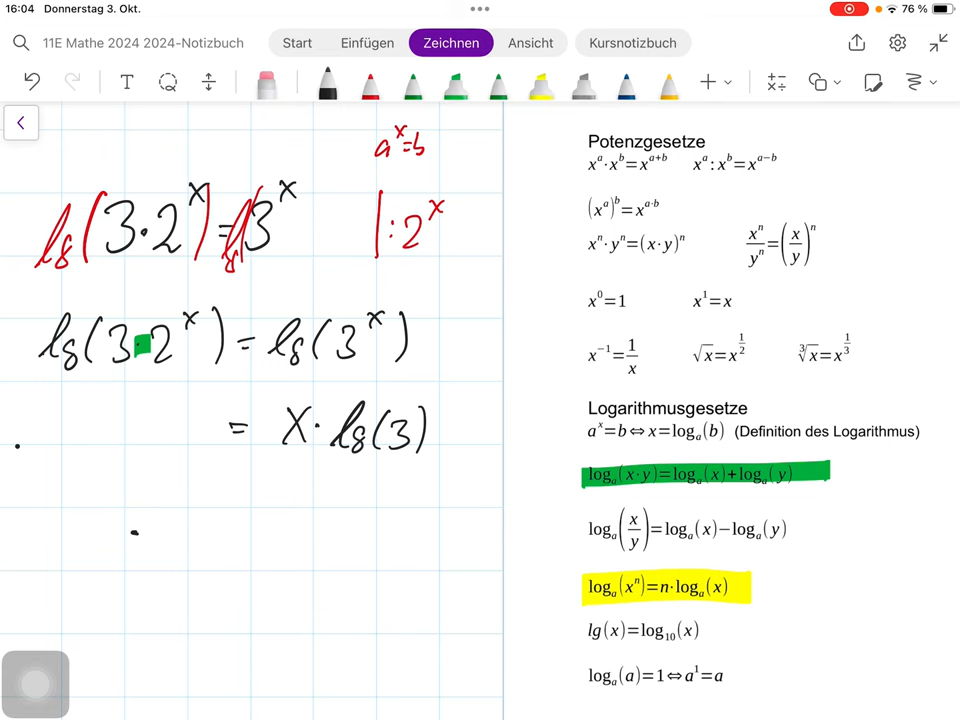 16:04 Donnerstag 3. Okt. 76 %
11E Mathe 2024 2024-Notizbuch Start Einfügen Zeichnen Ansicht Kursnotizbuch
a^x=b
lg(3·2^x)=lg(3^x |:2^x
lg(3·2^x)=lg(3^x)
= x·lg(3)
Potenzgesetze
x^a·x^b=x^(a+b) x^a:x^b=x^(a−b)
(x^a)^b=x^(a·b)
x^n·y^n=(x·y)^n x^n/y^n=(x/y)^n
x^0=1 x^1=x
x^−1=1/x √x=x^(1/2) ∛x=x^(1/3)
Logarithmusgesetze
a^x=b⇔x=log_a(b) (Definition des Logarithmus)
log_a(x·y)=log_a(x)+log_a(y)
log_a(x/y)=log_a(x)−log_a(y)
log_a(x^n)=n·log_a(x)
lg(x)=log_10(x)
log_a(a)=1⇔a^1=a